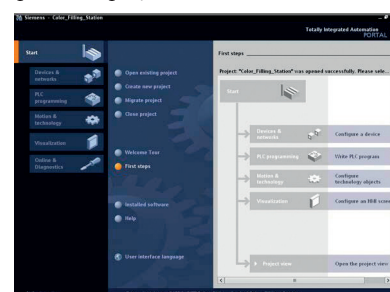 Siemens - Color_Filling_Station
Totally Integrated Automation
PORTAL
Start
Devices &
networks
PLC
programming
Motion &
technology
Visualization
Online &
Diagnostics
Open existing project
Create new project
Migrate project
Close project
Welcome Tour
First steps
Installed software
Help
User interface language
First steps
Project: "Color_Filling_Station" was opened successfully. Please sele...
Start
Devices &
networks
Configure a device
PLC programming
Write PLC program
Motion &
technology
Configure
technology objects
Visualization
Configure an HMI screen
Project view
Open the project view